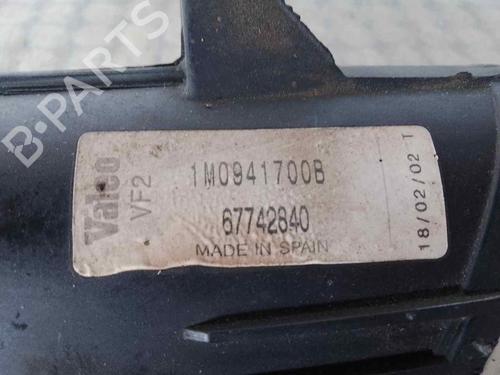 B-PARTS
Valeo
VF2
1M0941700B
67742840
MADE IN SPAIN
18/02/02 T